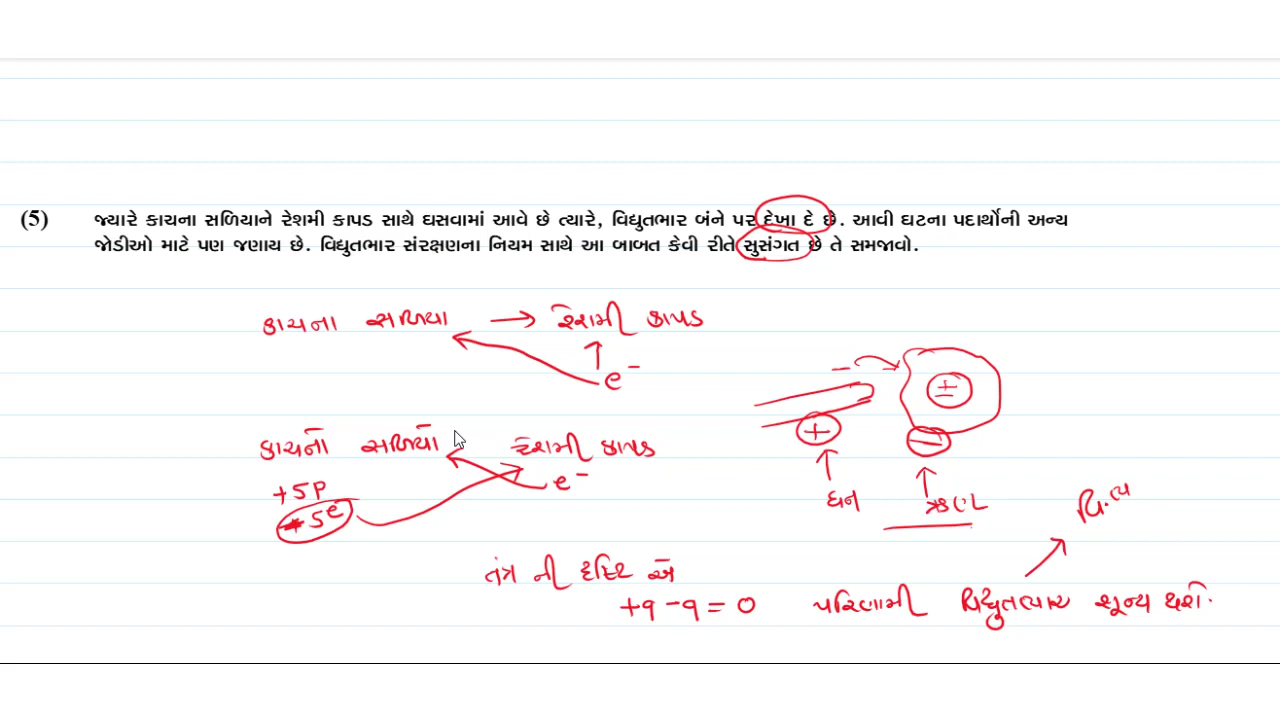 (5) જ્યારે કાચના સળિયાને રેશમી કાપડ સાથે ઘસવામાં આવે છે ત્યારે, વિદ્યુતભાર બંને પર દેખા દે છે. આવી ઘટના પદાર્થોની અન્ય
જોડીઓ માટે પણ જણાય છે. વિદ્યુતભાર સંરક્ષણના નિયમ સાથે આ બાબત કેવી રીતે સુસંગત છે તે સમજાવો.
કાચના સળિયા → રેશમી કાપડ
e⁻
− ±
+ −
કાચનો સળિયો રેશમી કાપડ
e⁻
+5p
5e
ધન ઋણ
વિ.ભા
તંત્ર ની દ્રષ્ટિ એ
+q -q = 0 પરિણામી વિદ્યુતભાર શૂન્ય થશે.